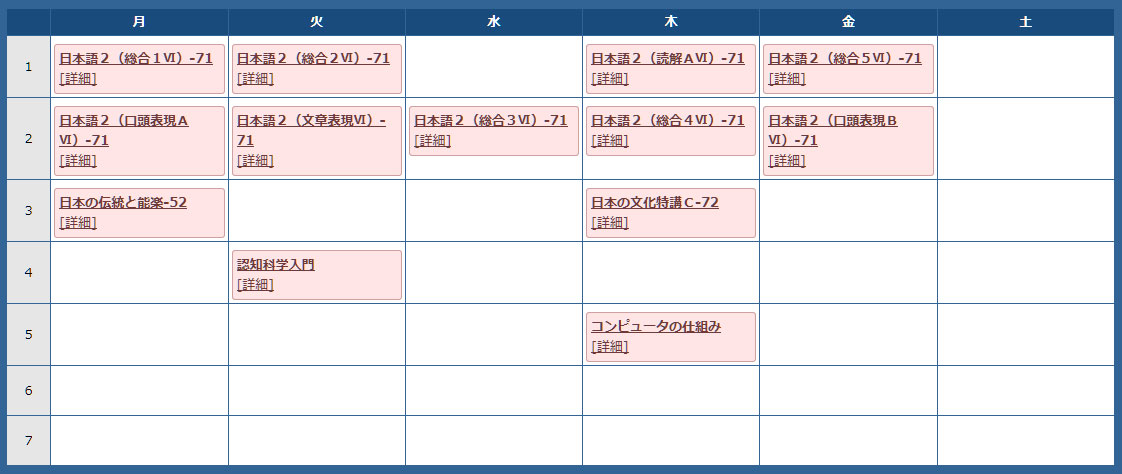 月 火 水 木 金 土
1
日本語２（総合１Ⅵ）-71
[詳細]
日本語２（総合２Ⅵ）-71
[詳細]
日本語２（読解ＡⅥ）-71
[詳細]
日本語２（総合５Ⅵ）-71
[詳細]
2
日本語２（口頭表現Ａ
Ⅵ）-71
[詳細]
日本語２（文章表現Ⅵ）-
71
[詳細]
日本語２（総合３Ⅵ）-71
[詳細]
日本語２（総合４Ⅵ）-71
[詳細]
日本語２（口頭表現Ｂ
Ⅵ）-71
[詳細]
3
日本の伝統と能楽-52
[詳細]
日本の文化特講Ｃ-72
[詳細]
4
認知科学入門
[詳細]
5
コンピュータの仕組み
[詳細]
6
7